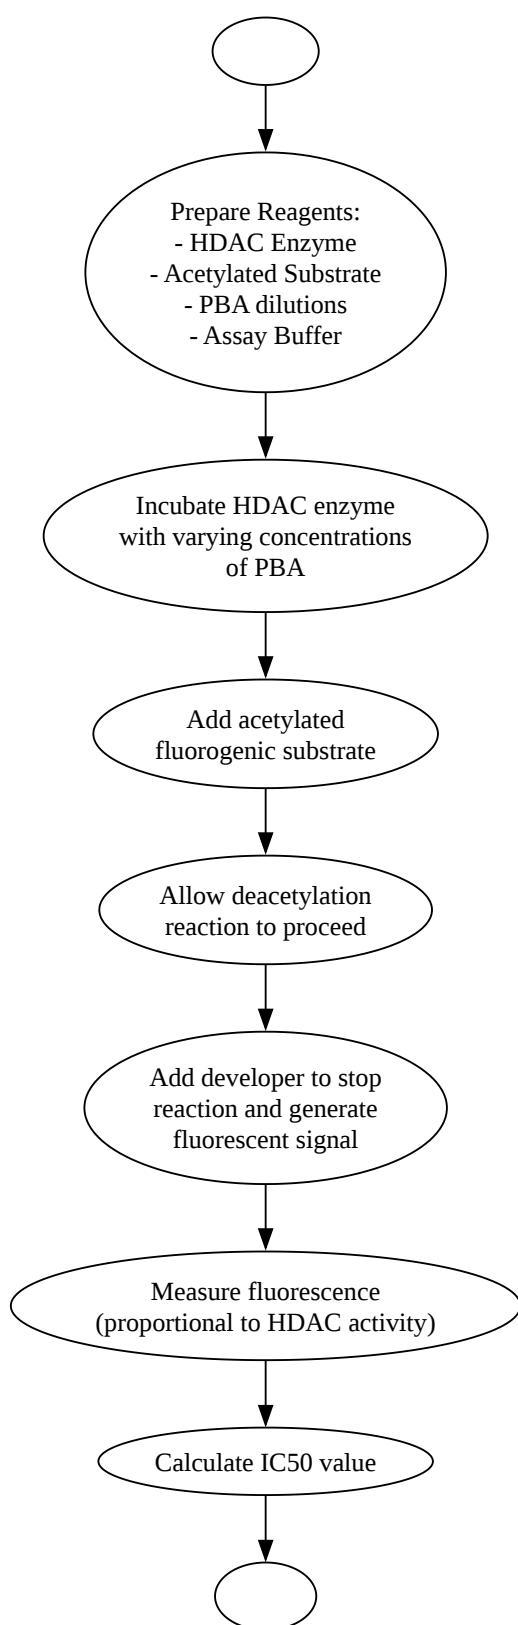 Prepare Reagents:
- HDAC Enzyme
- Acetylated Substrate
- PBA dilutions
- Assay Buffer
Incubate HDAC enzyme
with varying concentrations
of PBA
Add acetylated
fluorogenic substrate
Allow deacetylation
reaction to proceed
Add developer to stop
reaction and generate
fluorescent signal
Measure fluorescence
(proportional to HDAC activity)
Calculate IC50 value